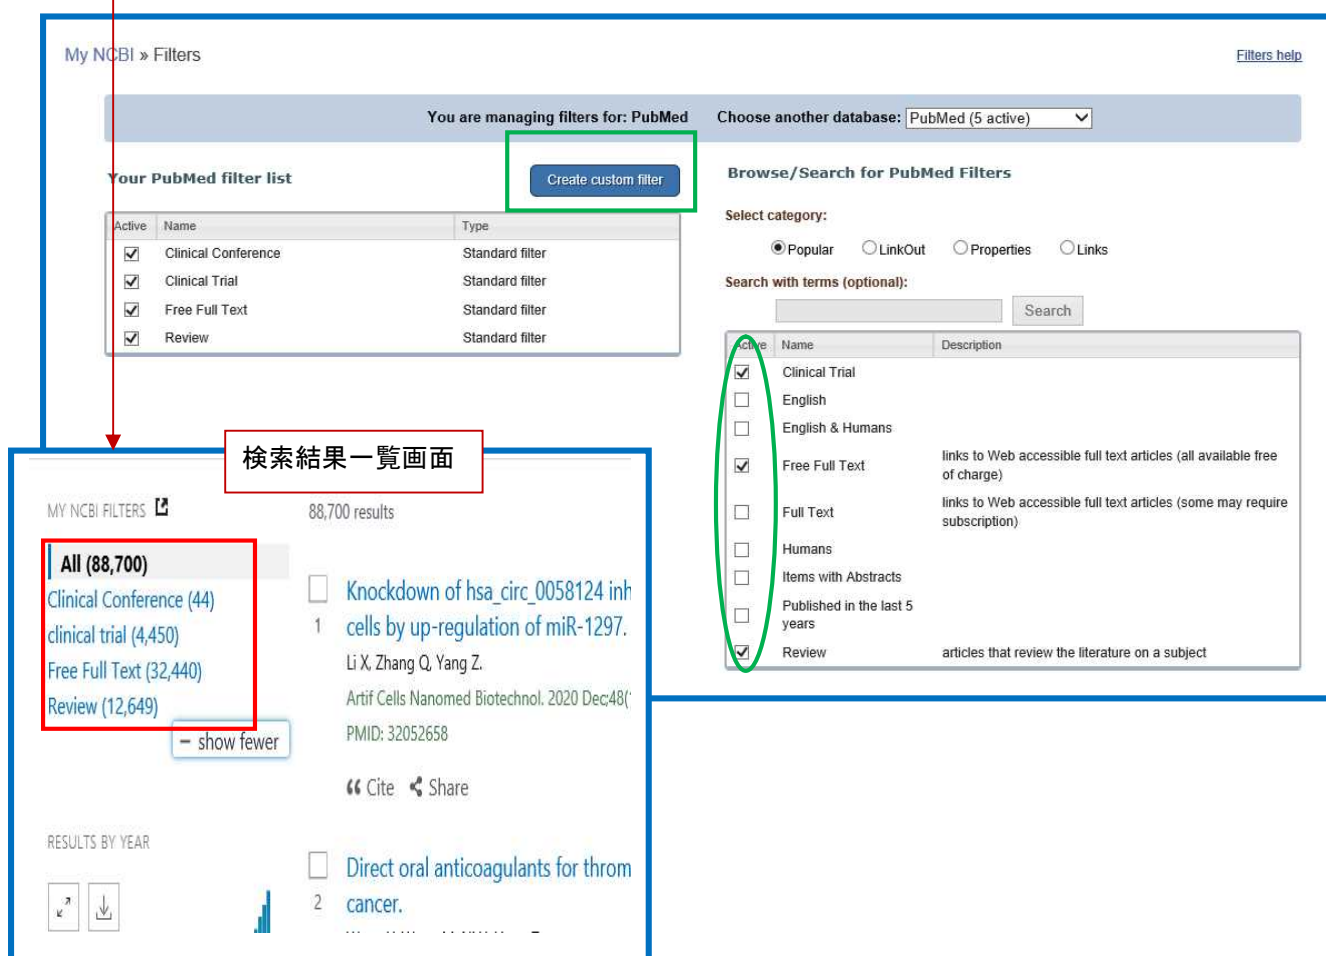 My NCBI » Filters
Filters help
You are managing filters for: PubMed
Choose another database: PubMed (5 active)
Your PubMed filter list
Create custom filter
Active Name Type
Clinical Conference Standard filter
Clinical Trial Standard filter
Free Full Text Standard filter
Review Standard filter
Browse/Search for PubMed Filters
Select category:
Popular LinkOut Properties Links
Search with terms (optional):
Search
Active Name Description
Clinical Trial
English
English & Humans
Free Full Text links to Web accessible full text articles (all available free
of charge)
Full Text links to Web accessible full text articles (some may require
subscription)
Humans
Items with Abstracts
Published in the last 5
years
Review articles that review the literature on a subject
検索結果一覧画面
MY NCBI FILTERS
All (88,700)
Clinical Conference (44)
clinical trial (4,450)
Free Full Text (32,440)
Review (12,649)
− show fewer
RESULTS BY YEAR
88,700 results
1
Knockdown of hsa_circ_0058124 inh
cells by up-regulation of miR-1297.
Li X, Zhang Q, Yang Z.
Artif Cells Nanomed Biotechnol. 2020 Dec;48(
PMID: 32052658
Cite Share
2
Direct oral anticoagulants for throm
cancer.